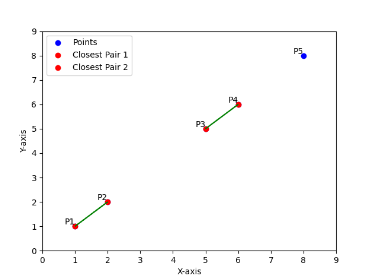 Points
Closest Pair 1
Closest Pair 2
P5
P4
P3
P2
P1
9
8
7
6
5
4
3
2
1
0
Y-axis
0 1 2 3 4 5 6 7 8 9
X-axis